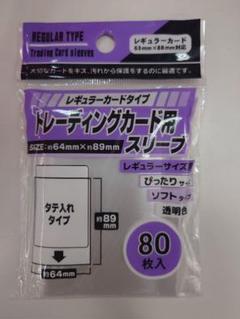 REGULAR TYPE
Trading Card sleeves
レギュラーカード
63mm×88mm対応
大切なカードをキズ、汚れから保護をするのに最適です。
レギュラーカードタイプ
トレーディングカード用
SIZE:約64mm×約89mm
スリーブ
レギュラーサイズ
ぴったりサイ
ソフトタイプ
透明
タテ入れ
タイプ
約89
mm
約64mm
80
枚入